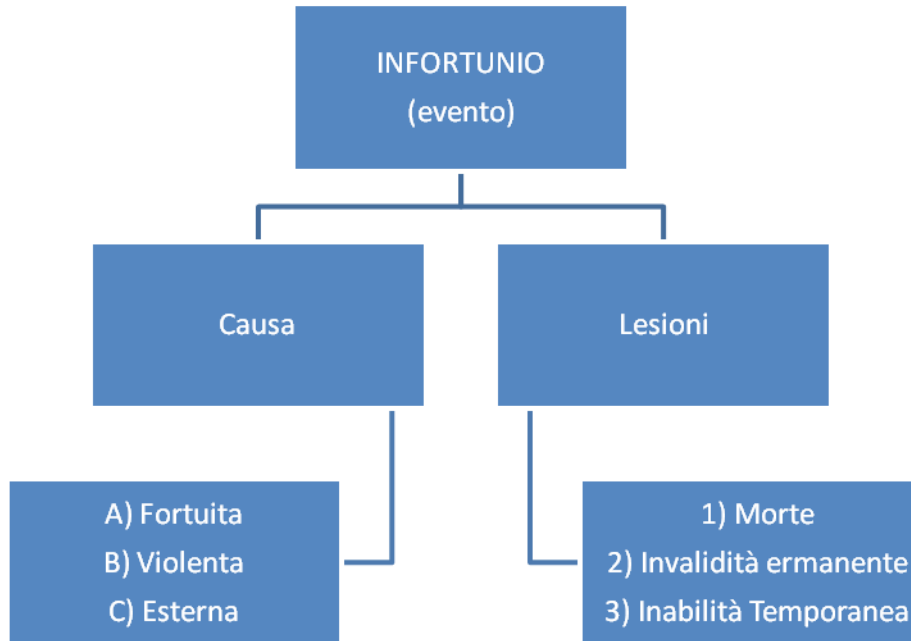 INFORTUNIO
(evento)
Causa
Lesioni
A) Fortuita
B) Violenta
C) Esterna
1) Morte
2) Invalidità ermanente
3) Inabilità Temporanea